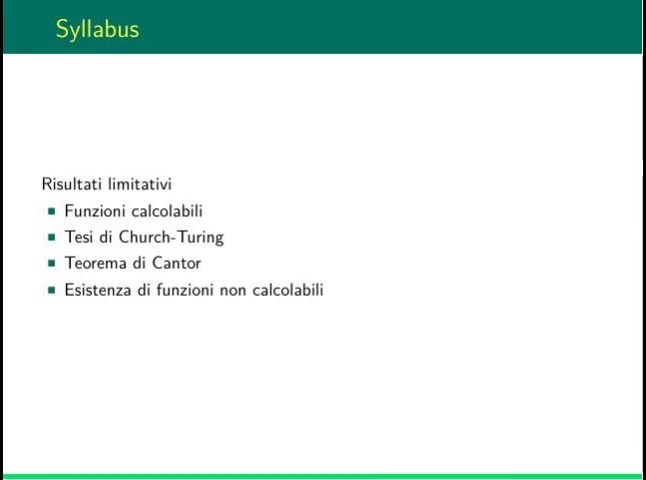 Syllabus
Risultati limitativi
Funzioni calcolabili
Tesi di Church-Turing
Teorema di Cantor
Esistenza di funzioni non calcolabili